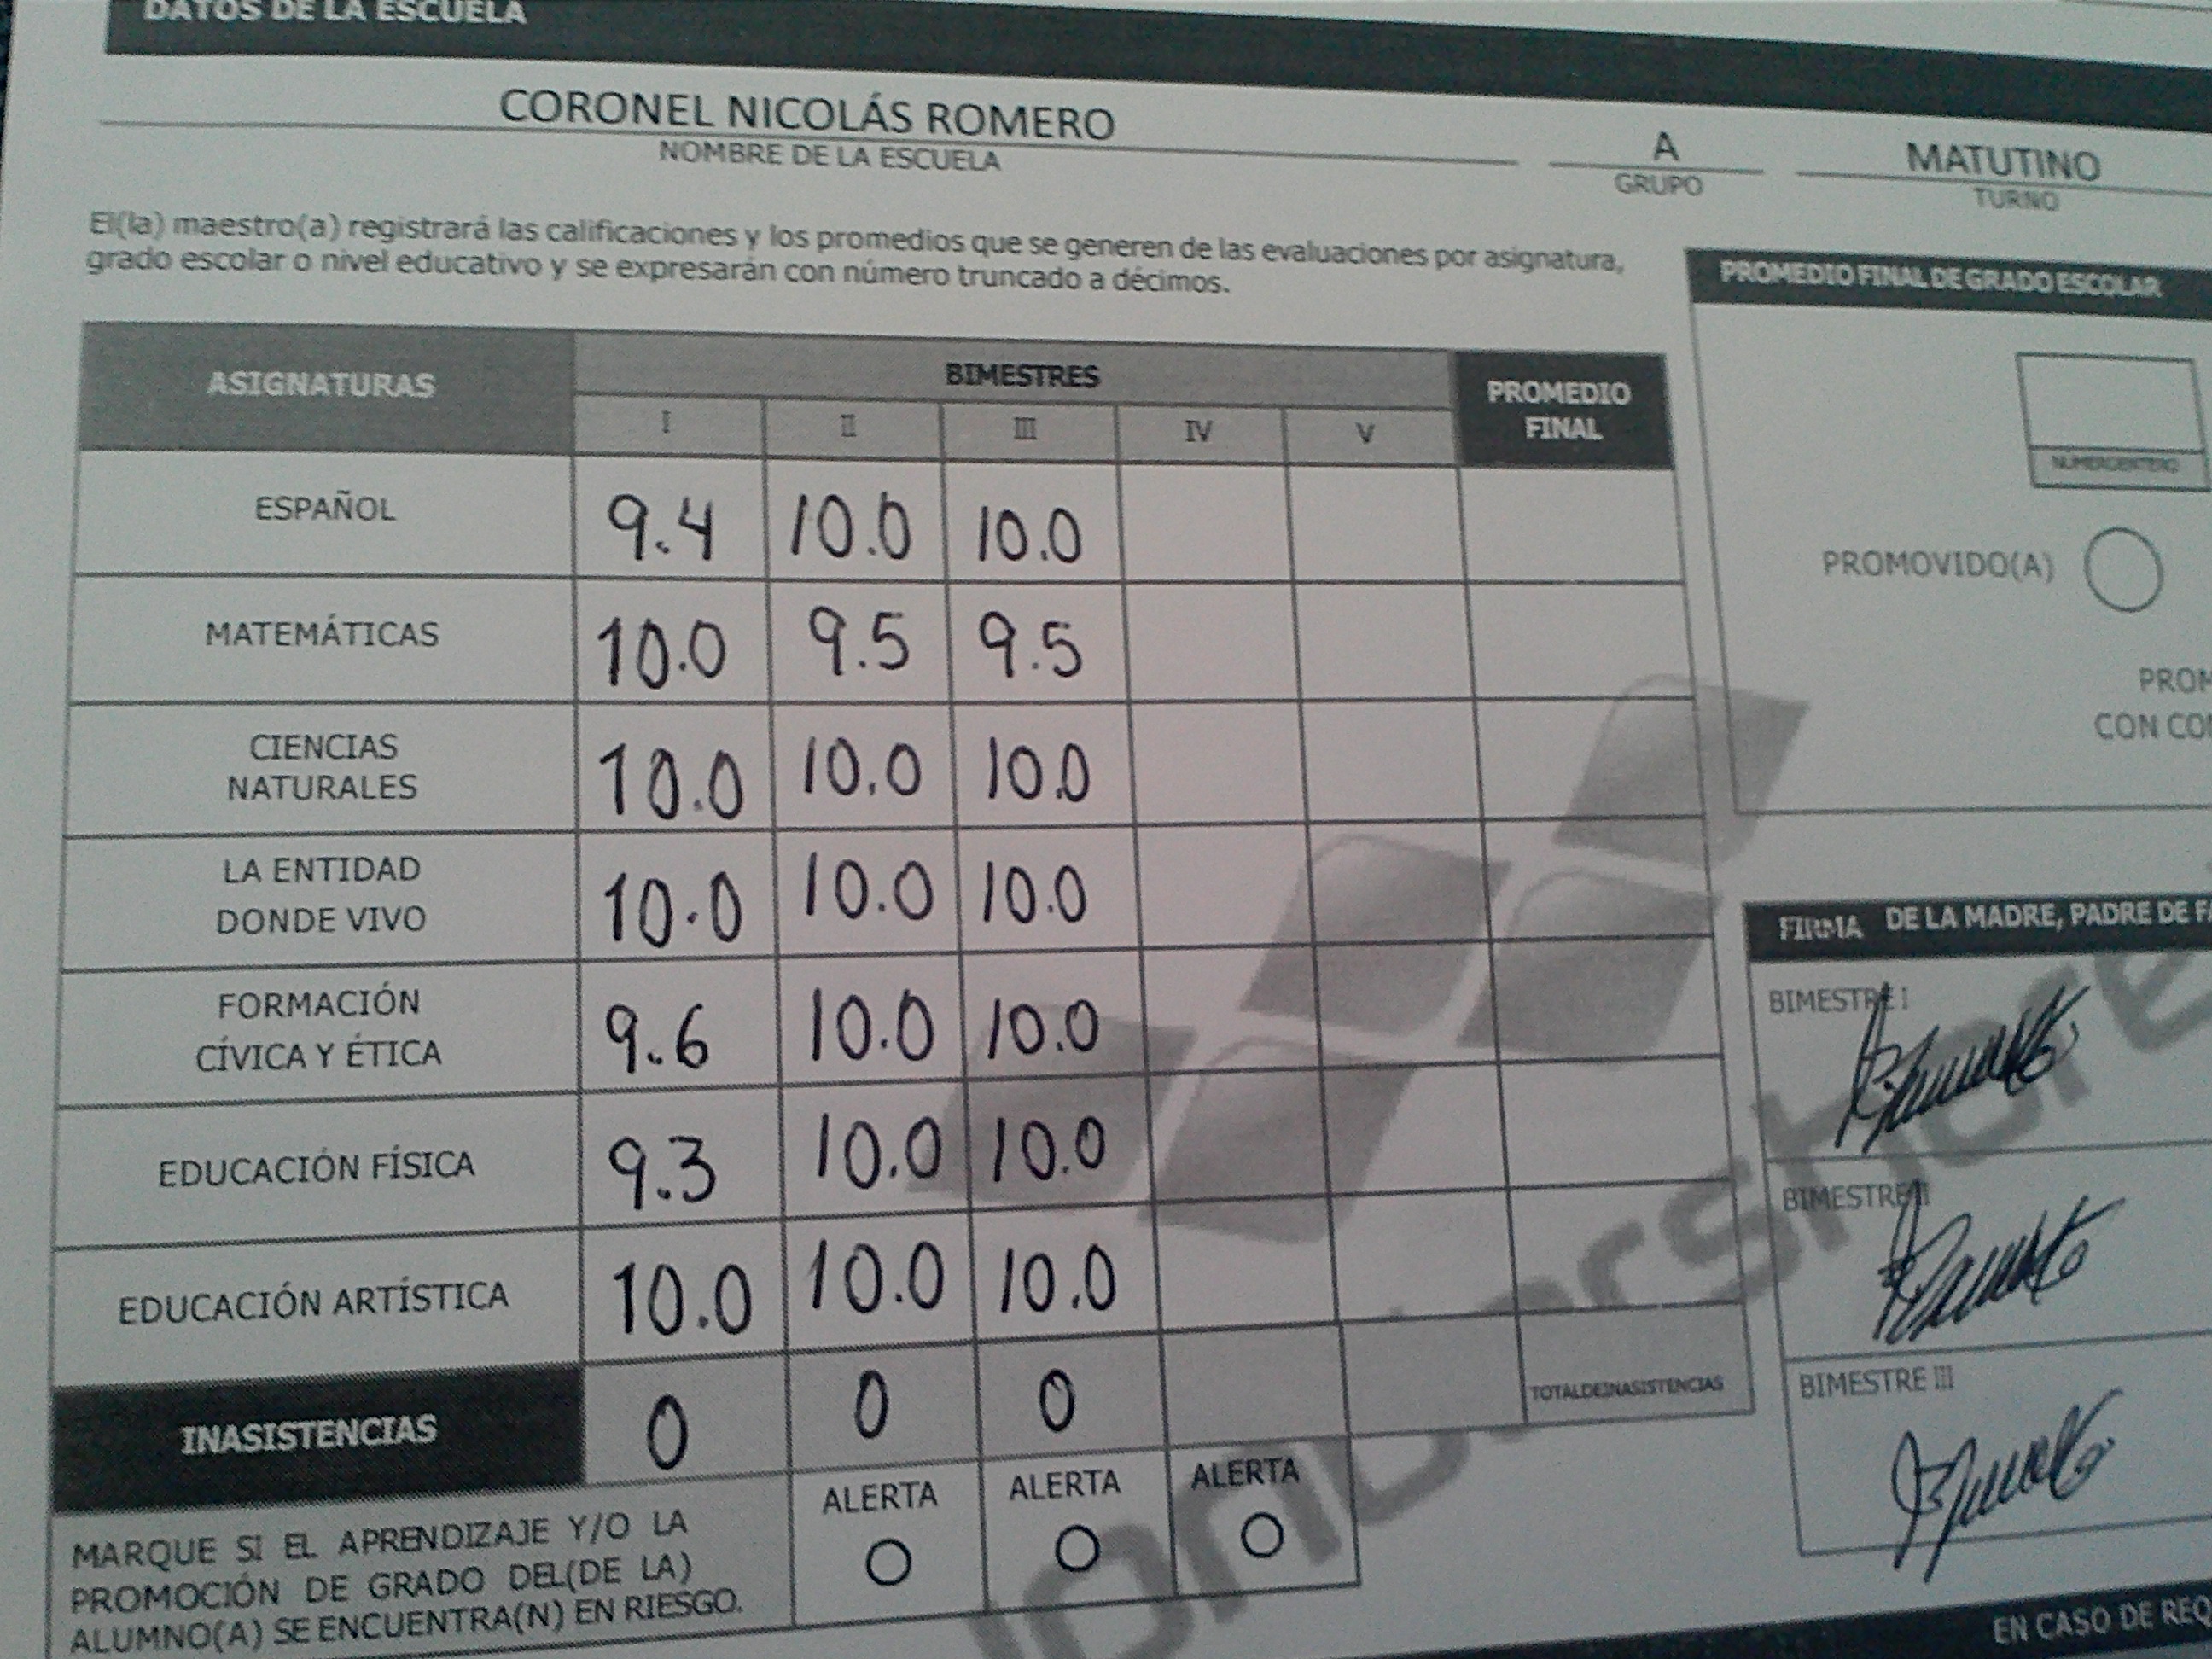 DATOS DE LA ESCUELA
CORONEL NICOLÁS ROMERO
NOMBRE DE LA ESCUELA
A
GRUPO
MATUTINO
TURNO
El(la) maestro(a) registrará las calificaciones y los promedios que se generen de las evaluaciones por asignatura,
grado escolar o nivel educativo y se expresarán con número truncado a décimos.
ASIGNATURAS BIMESTRES PROMEDIO FINAL
I II III IV V
ESPAÑOL 9.4 10.0 10.0
MATEMÁTICAS 10.0 9.5 9.5
CIENCIAS
NATURALES 10.0 10.0 10.0
LA ENTIDAD
DONDE VIVO 10.0 10.0 10.0
FORMACIÓN
CÍVICA Y ÉTICA 9.6 10.0 10.0
EDUCACIÓN FÍSICA 9.3 10.0 10.0
EDUCACIÓN ARTÍSTICA 10.0 10.0 10.0
INASISTENCIAS 0 0 0 TOTALDEINASISTENCIAS
MARQUE SI EL APRENDIZAJE Y/O LA
PROMOCIÓN DE GRADO DEL(DE LA)
ALUMNO(A) SE ENCUENTRA(N) EN RIESGO.
ALERTA ALERTA ALERTA
PROMEDIO FINAL DE GRADO ESCOLAR
NÚMEROENTERO
PROMOVIDO(A)
PROM
CON CO
FIRMA DE LA MADRE, PADRE DE FA
BIMESTRE I
BIMESTRE II
BIMESTRE III
EN CASO DE REQ